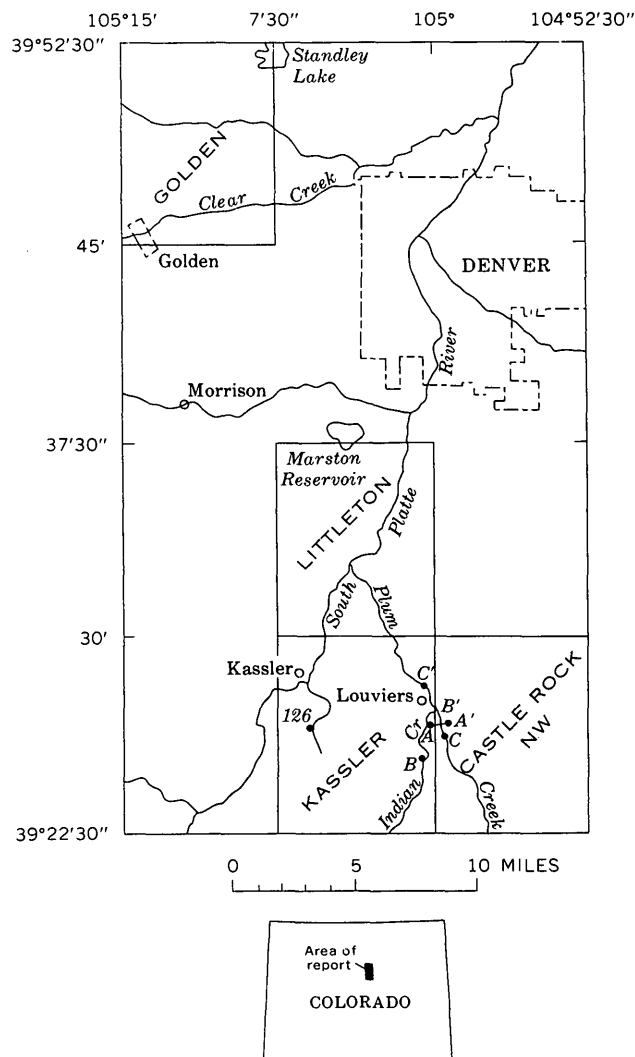 105°15' 7'30" 105° 104°52'30"
39°52'30"
Standley
Lake
GOLDEN
Clear Creek
45'
Golden
DENVER
River
Morrison
37'30"
Marston
Reservoir
LITTLETON
Platte
South
Plum
30'
Kassler
C'
Louviers
B'
A'
126
Cr
A
C
CASTLE ROCK
NW
B
KASSLER
Indian
Creek
39°22'30"
0 5 10 MILES
Area of
report
COLORADO